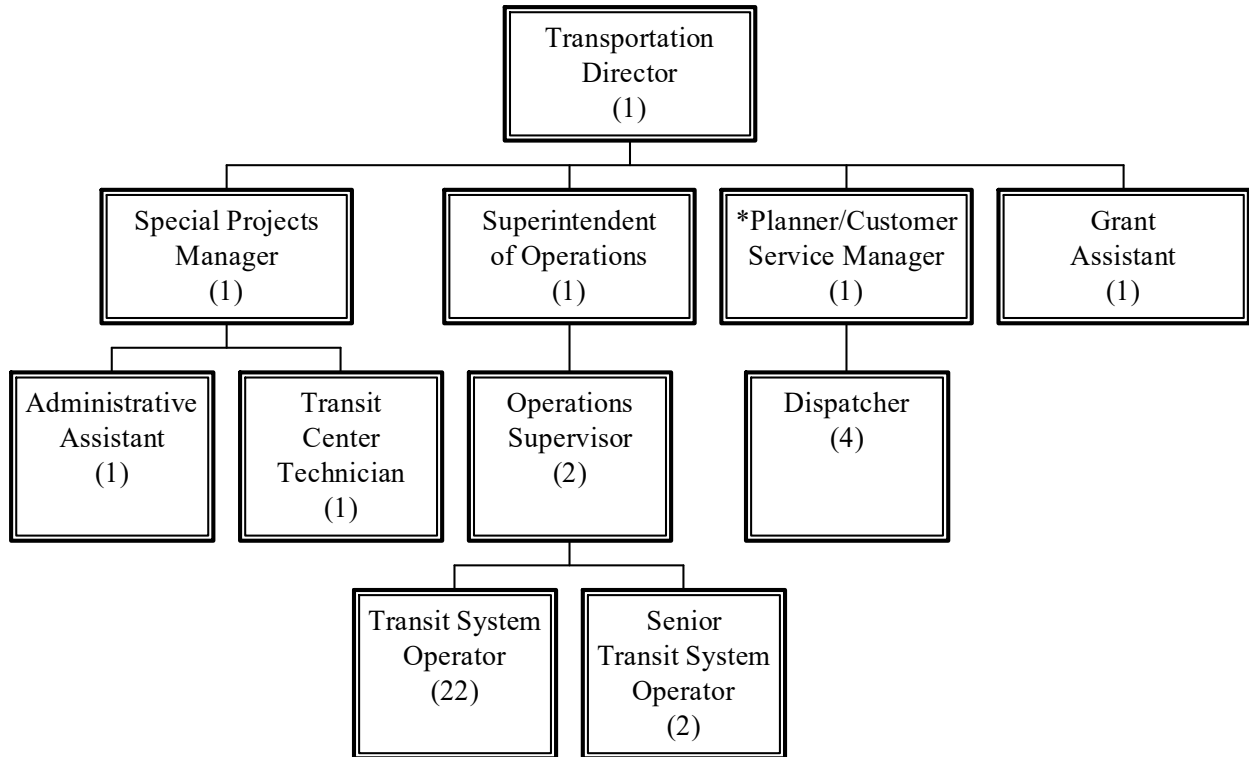 Transportation
Director
(1)
Special Projects
Manager
(1)
Superintendent
of Operations
(1)
*Planner/Customer
Service Manager
(1)
Grant
Assistant
(1)
Administrative
Assistant
(1)
Transit
Center
Technician
(1)
Operations
Supervisor
(2)
Dispatcher
(4)
Transit System
Operator
(22)
Senior
Transit System
Operator
(2)